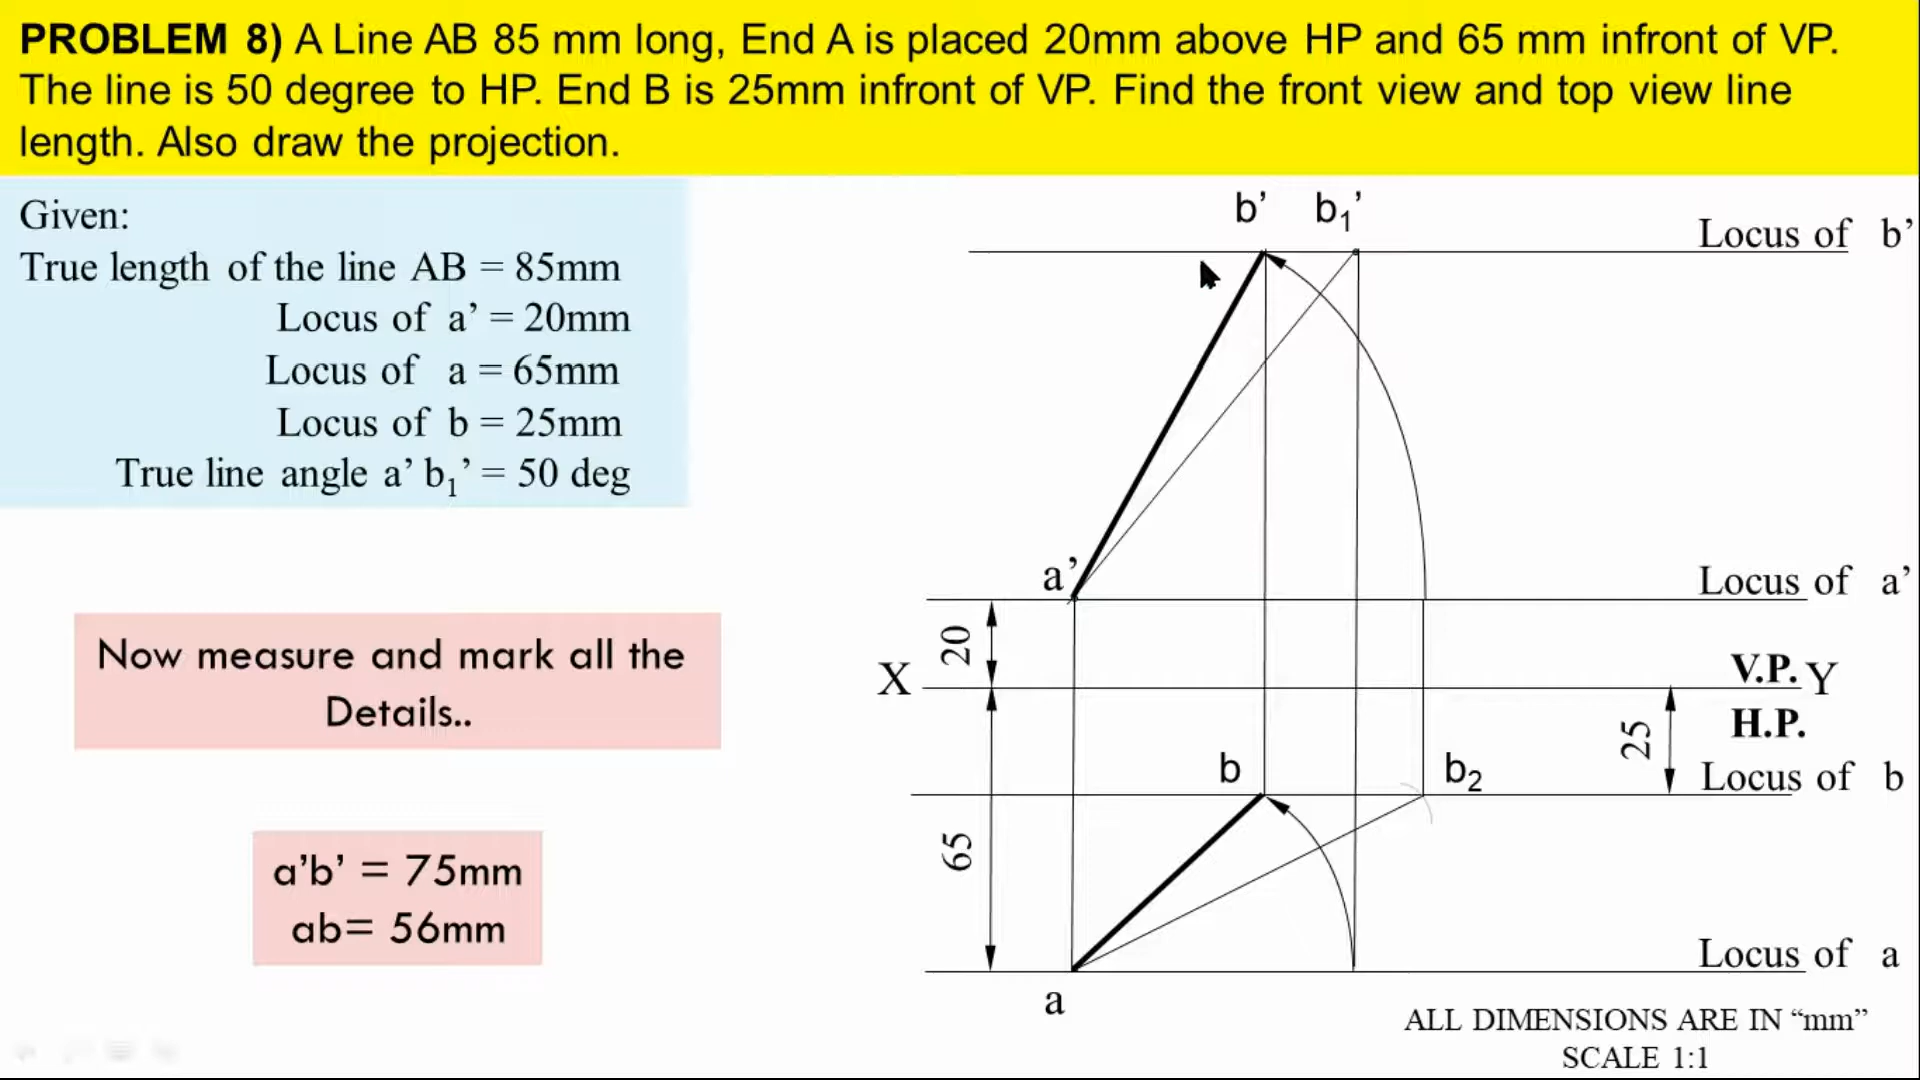 PROBLEM 8) A Line AB 85 mm long, End A is placed 20mm above HP and 65 mm infront of VP.
The line is 50 degree to HP. End B is 25mm infront of VP. Find the front view and top view line
length. Also draw the projection.
Given:
True length of the line AB = 85mm
Locus of a’ = 20mm
Locus of a = 65mm
Locus of b = 25mm
True line angle a’ b₁’ = 50 deg
Now measure and mark all the
Details..
a’b’ = 75mm
ab= 56mm
b’ b₁’
Locus of b’
a’
Locus of a’
20
X
V.P. Y
H.P.
25
b
b₂
Locus of b
65
Locus of a
a
ALL DIMENSIONS ARE IN “mm”
SCALE 1:1